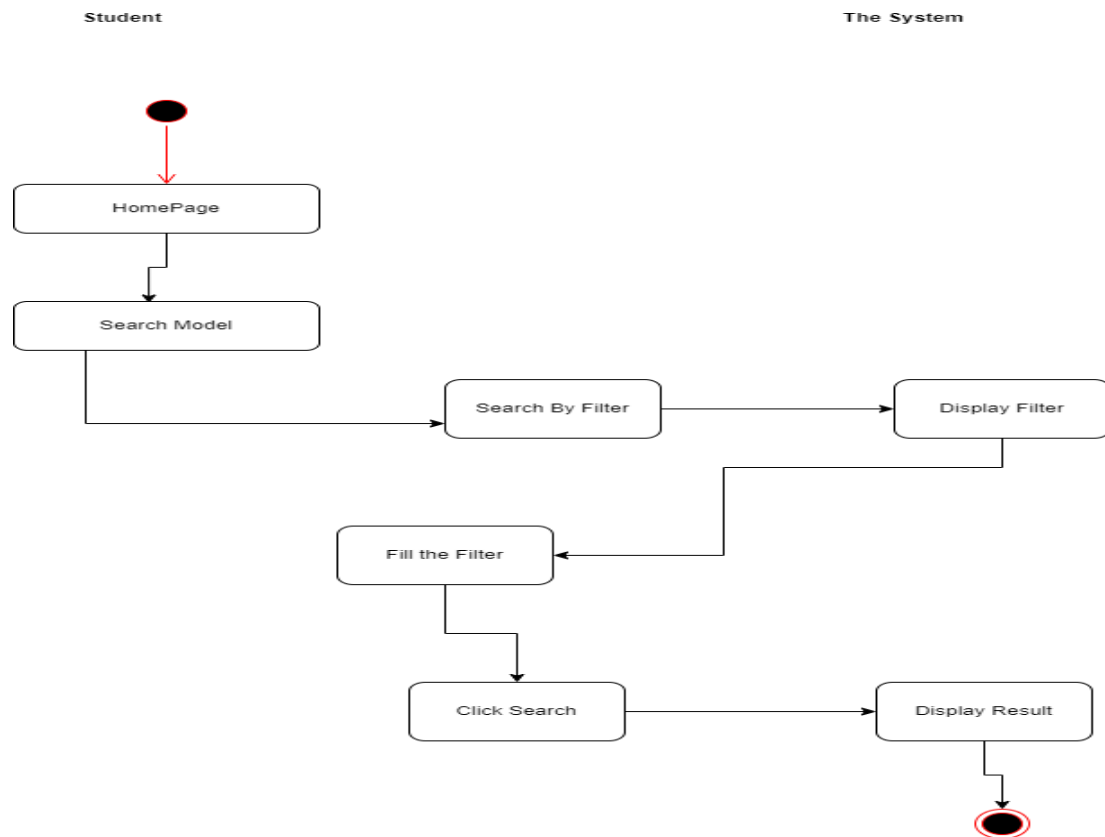 Student
The System
HomePage
Search Model
Search By Filter
Display Filter
Fill the Filter
Click Search
Display Result